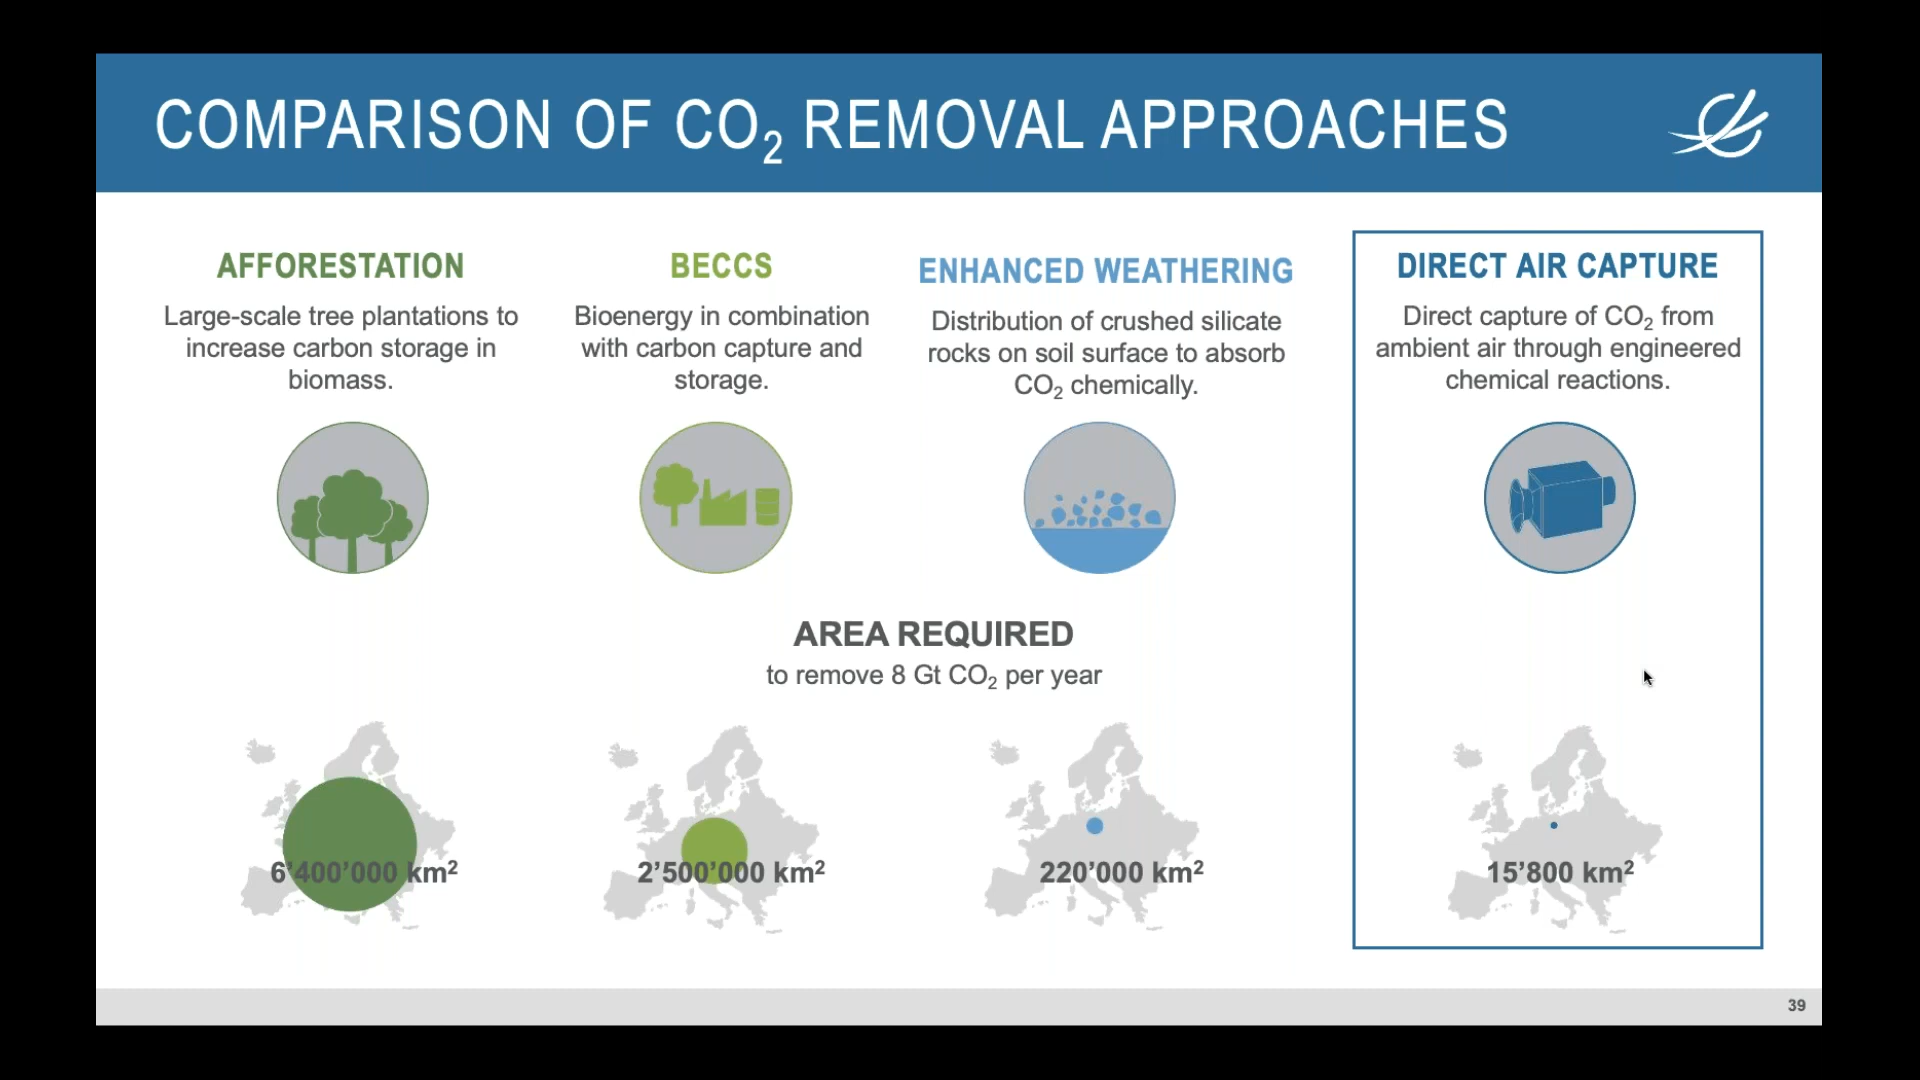 COMPARISON OF CO₂ REMOVAL APPROACHES
AFFORESTATION
Large-scale tree plantations to
increase carbon storage in
biomass.
BECCS
Bioenergy in combination
with carbon capture and
storage.
ENHANCED WEATHERING
Distribution of crushed silicate
rocks on soil surface to absorb
CO₂ chemically.
DIRECT AIR CAPTURE
Direct capture of CO₂ from
ambient air through engineered
chemical reactions.
AREA REQUIRED
to remove 8 Gt CO₂ per year
6’400’000 km²
2’500’000 km²
220’000 km²
15’800 km²
39